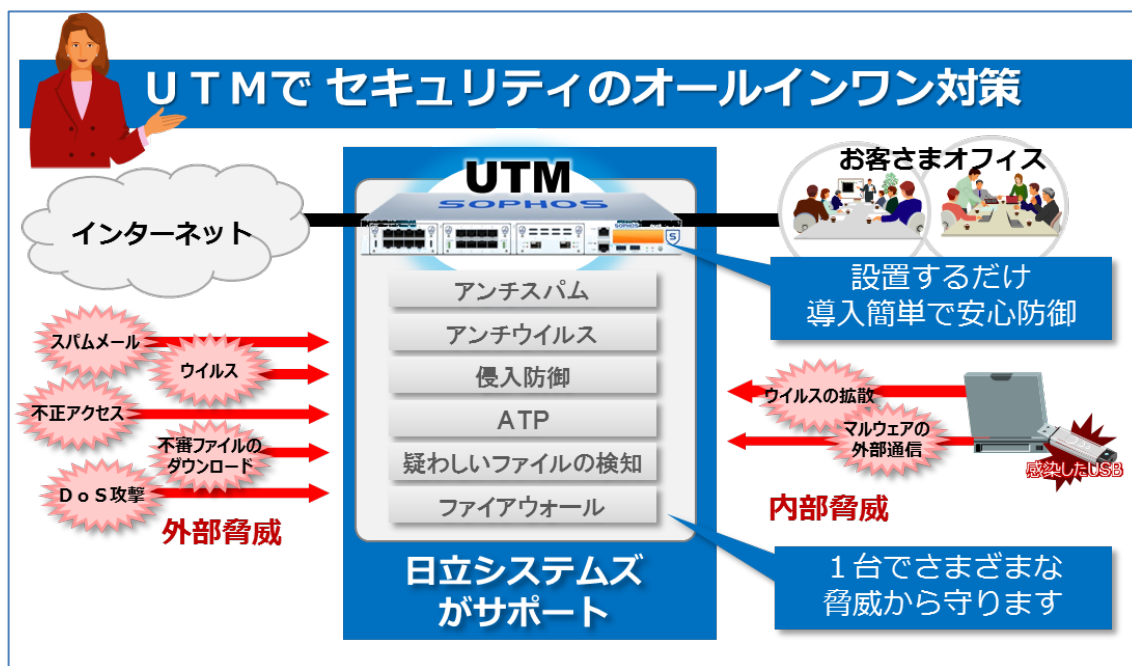 ＵＴＭで セキュリティのオールインワン対策
インターネット
UTM
SOPHOS
お客さまオフィス
設置するだけ
導入簡単で安心防御
アンチスパム
アンチウイルス
侵入防御
ＡＴＰ
疑わしいファイルの検知
ファイアウォール
スパムメール
ウイルス
不正アクセス
不審ファイルの
ダウンロード
ＤｏＳ攻撃
外部脅威
ウイルスの拡散
マルウェアの
外部通信
感染したUSB
内部脅威
日立システムズ
がサポート
１台でさまざまな
脅威から守ります